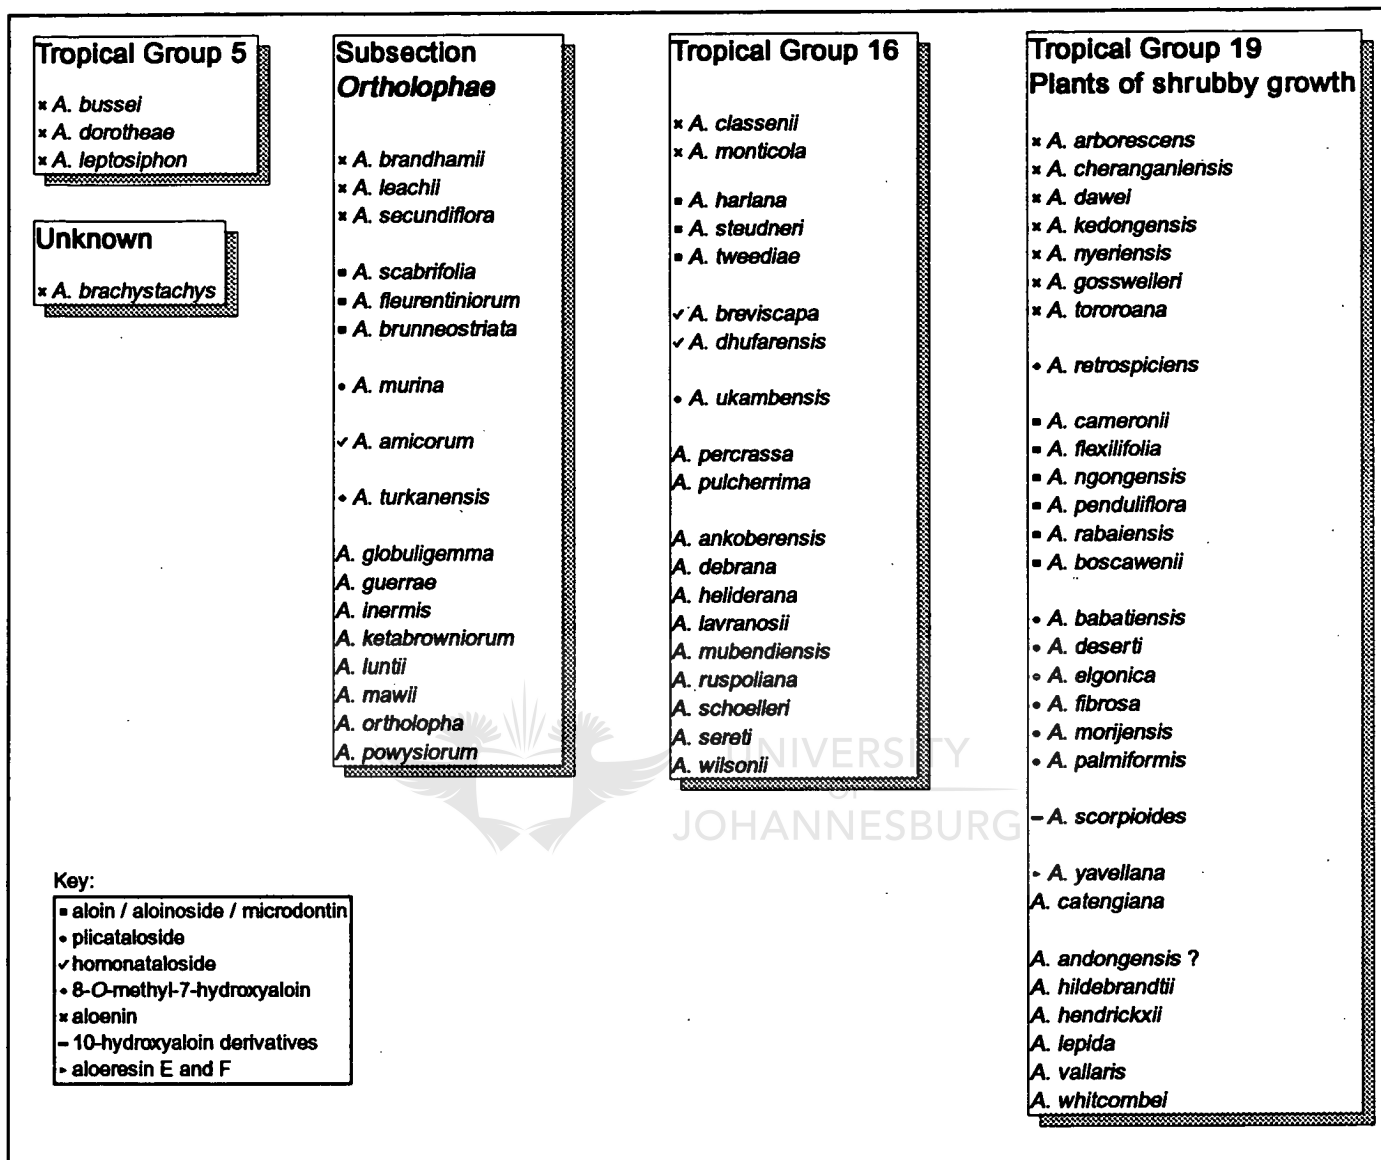 Tropical Group 5
× A. bussei
× A. dorotheae
× A. leptosiphon
Unknown
× A. brachystachys
Subsection
Ortholophae
× A. brandhamii
× A. leachii
× A. secundiflora
▪ A. scabrifolia
▪ A. fleurentiniorum
▪ A. brunneostriata
• A. murina
✓ A. amicorum
⬩ A. turkanensis
A. globuligemma
A. guerrae
A. inermis
A. ketabrowniorum
A. luntii
A. mawii
A. ortholopha
A. powysiorum
Tropical Group 16
× A. classenii
× A. monticola
▪ A. harlana
▪ A. steudneri
▪ A. tweediae
✓ A. breviscapa
✓ A. dhufarensis
• A. ukambensis
A. percrassa
A. pulcherrima
A. ankoberensis
A. debrana
A. heliderana
A. lavranosii
A. mubendiensis
A. ruspoliana
A. schoelleri
A. sereti
A. wilsonii
Tropical Group 19
Plants of shrubby growth
× A. arborescens
× A. cheranganiensis
× A. dawei
× A. kedongensis
× A. nyeriensis
× A. gossweileri
× A. tororoana
⬩ A. retrospiciens
▪ A. cameronii
▪ A. flexilifolia
▪ A. ngongensis
▪ A. penduliflora
▪ A. rabaiensis
▪ A. boscawenii
• A. babatiensis
• A. deserti
• A. elgonica
• A. fibrosa
• A. morijensis
• A. palmiformis
– A. scorpioides
▸ A. yavellana
A. catengiana
A. andongensis ?
A. hildebrandtii
A. hendrickxii
A. lepida
A. vallaris
A. whitcombei
Key:
▪ aloin / aloinoside / microdontin
• plicataloside
✓ homonataloside
⬩ 8-O-methyl-7-hydroxyaloin
× aloenin
– 10-hydroxyaloin derivatives
▸ aloeresin E and F
UNIVERSITY
OF
JOHANNESBURG